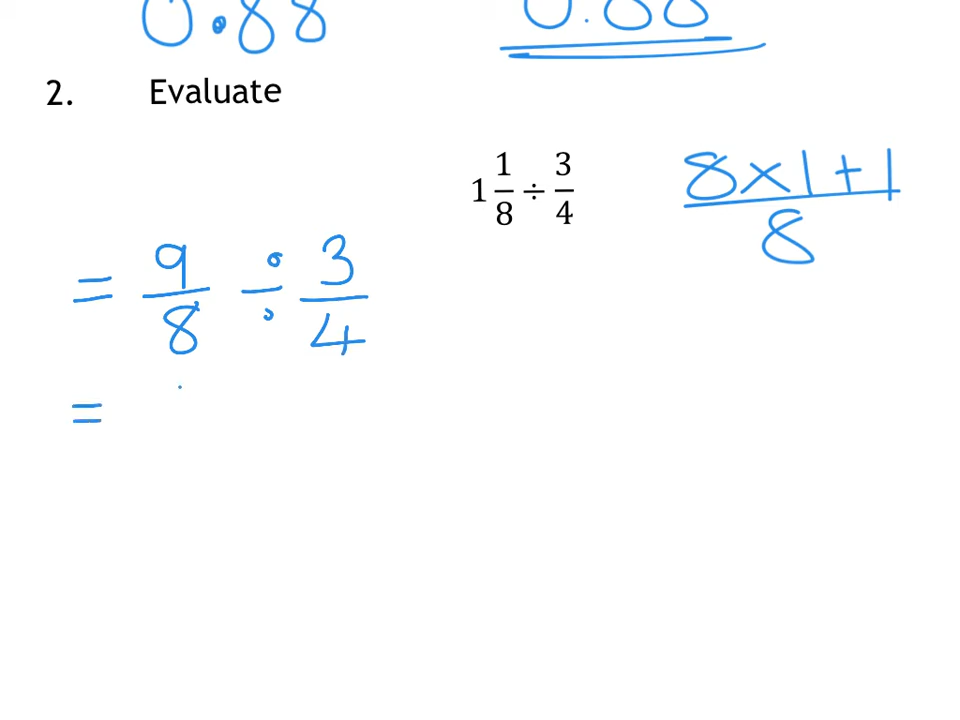 0.88 0.88
2. Evaluate
1 1/8 ÷ 3/4
(8×1+1)/8
= 9/8 ÷ 3/4
=